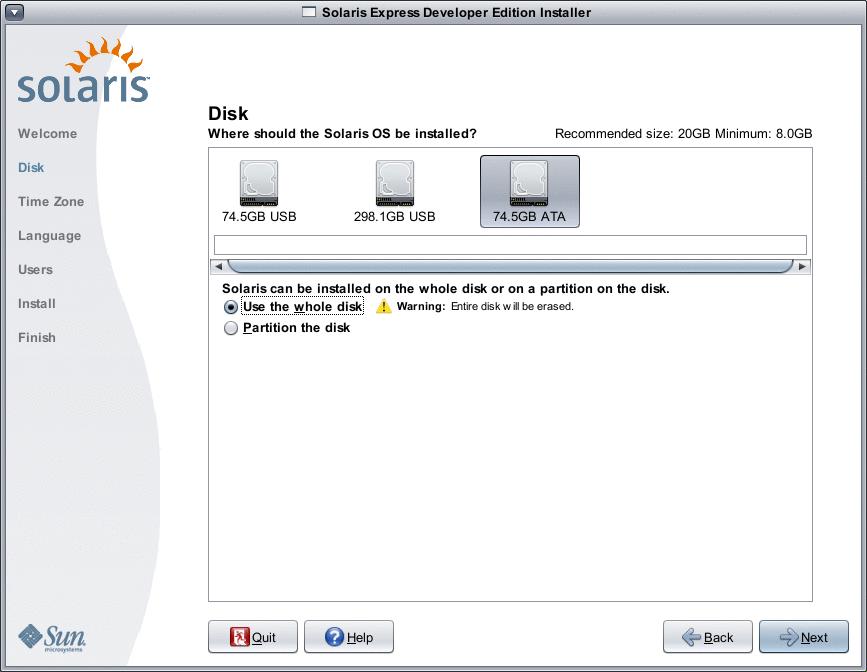 Solaris Express Developer Edition Installer
solaris
Welcome
Disk
Time Zone
Language
Users
Install
Finish
Disk
Where should the Solaris OS be installed? Recommended size: 20GB Minimum: 8.0GB
74.5GB USB 298.1GB USB 74.5GB ATA
Solaris can be installed on the whole disk or on a partition on the disk.
Use the whole disk Warning: Entire disk will be erased.
Partition the disk
Sun
microsystems
Quit Help Back Next